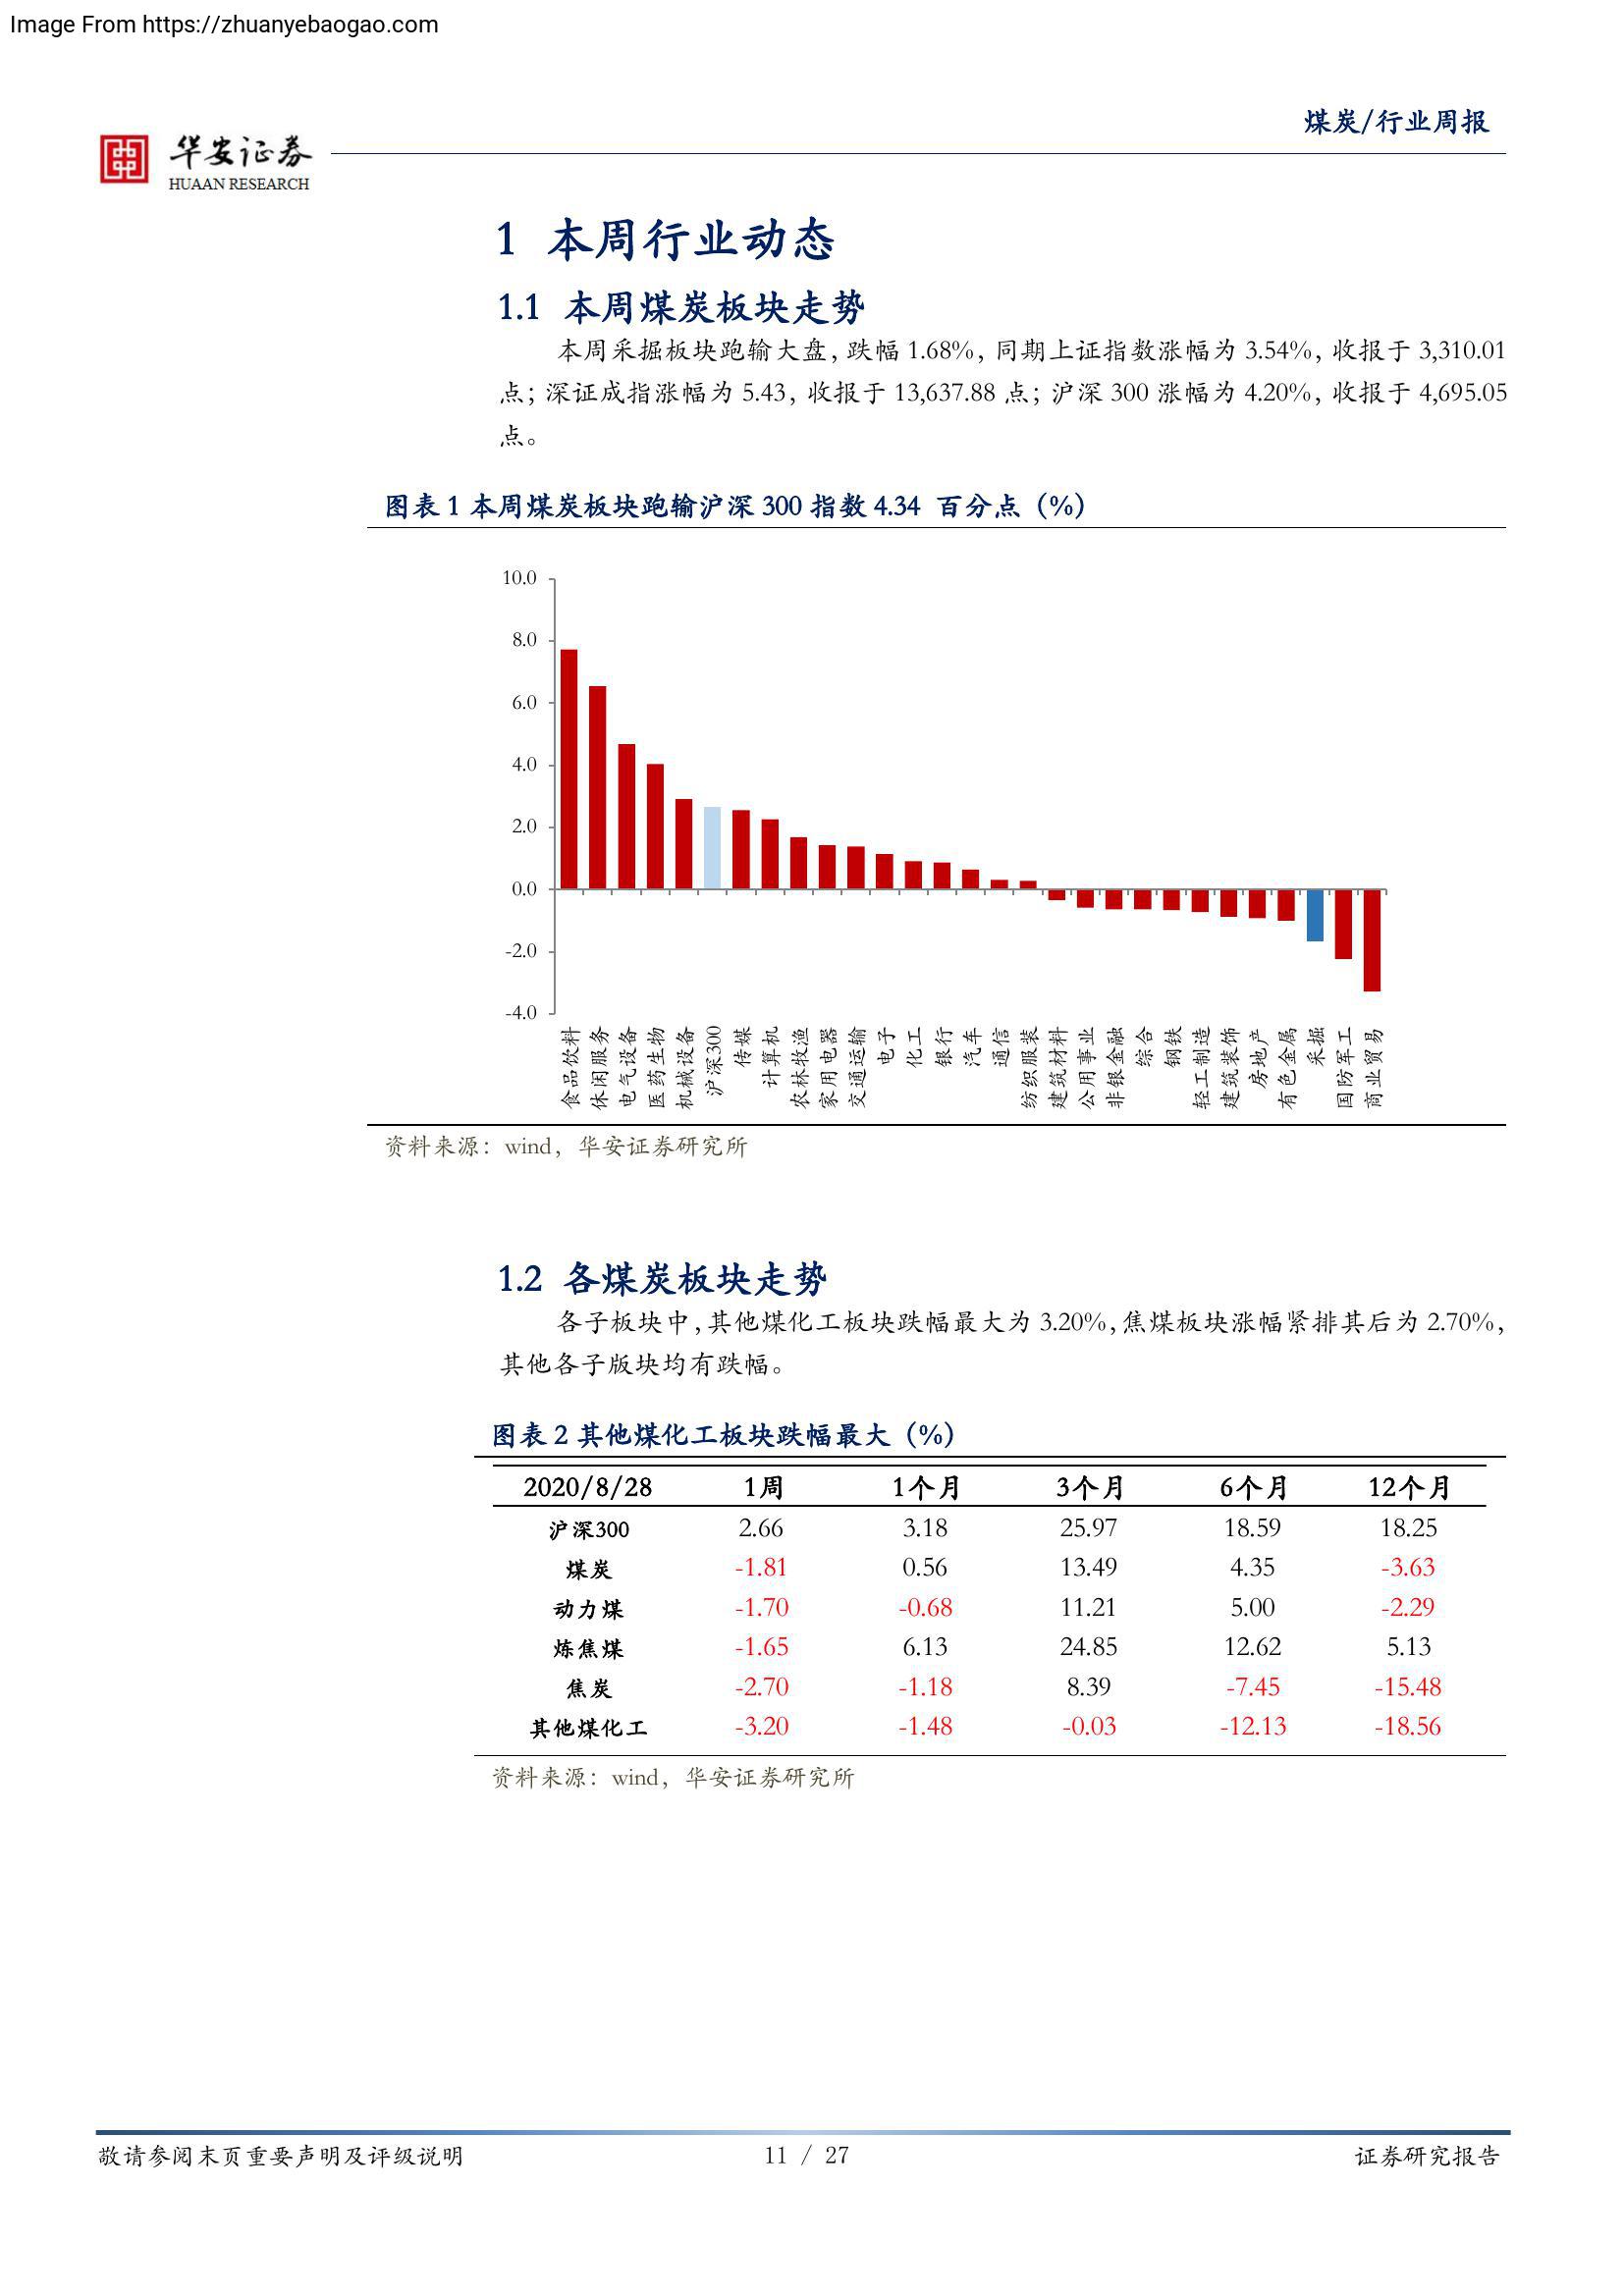 Image From https://zhuanyebaogao.com
煤炭/行业周报
华安证券
HUAAN RESEARCH
1 本周行业动态
1.1 本周煤炭板块走势
本周采掘板块跑输大盘，跌幅 1.68%，同期上证指数涨幅为 3.54%，收报于 3,310.01
点；深证成指涨幅为 5.43，收报于 13,637.88 点；沪深 300 涨幅为 4.20%，收报于 4,695.05
点。
图表 1 本周煤炭板块跑输沪深 300 指数 4.34 百分点（%）
10.0
8.0
6.0
4.0
2.0
0.0
-2.0
-4.0
食品饮料
休闲服务
电气设备
医药生物
机械设备
沪深300
传媒
计算机
农林牧渔
家用电器
交通运输
电子
化工
银行
汽车
通信
纺织服装
建筑材料
公用事业
非银金融
综合
钢铁
轻工制造
建筑装饰
房地产
有色金属
采掘
国防军工
商业贸易
资料来源：wind，华安证券研究所
1.2 各煤炭板块走势
各子板块中，其他煤化工板块跌幅最大为 3.20%，焦煤板块涨幅紧排其后为 2.70%，
其他各子版块均有跌幅。
图表 2 其他煤化工板块跌幅最大（%）
2020/8/28 1周 1个月 3个月 6个月 12个月
沪深300 2.66 3.18 25.97 18.59 18.25
煤炭 -1.81 0.56 13.49 4.35 -3.63
动力煤 -1.70 -0.68 11.21 5.00 -2.29
炼焦煤 -1.65 6.13 24.85 12.62 5.13
焦炭 -2.70 -1.18 8.39 -7.45 -15.48
其他煤化工 -3.20 -1.48 -0.03 -12.13 -18.56
资料来源：wind，华安证券研究所
敬请参阅末页重要声明及评级说明 11 / 27 证券研究报告